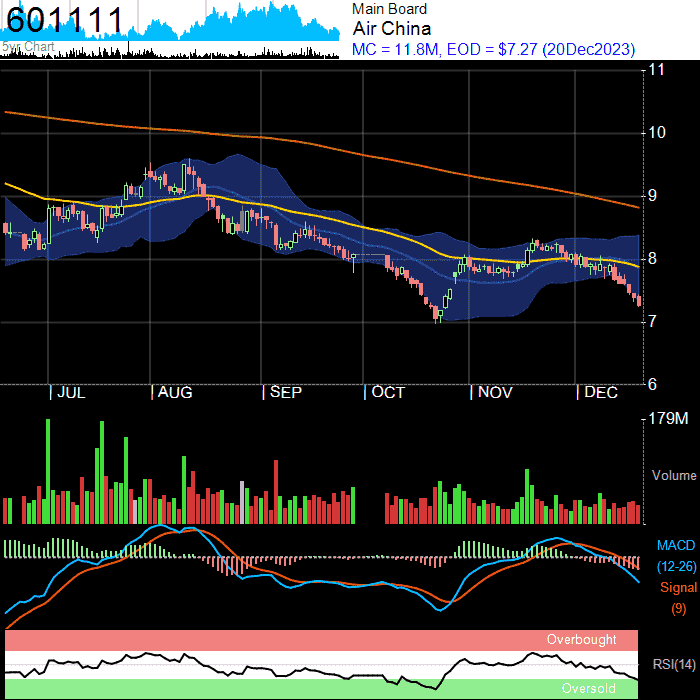 601111
5yr Chart
Main Board
Air China
MC = 11.8M, EOD = $7.27 (20Dec2023)
11
10
9
8
7
6
JUL AUG SEP OCT NOV DEC
179M
Volume
MACD
(12-26)
Signal
(9)
Overbought
RSI(14)
Oversold